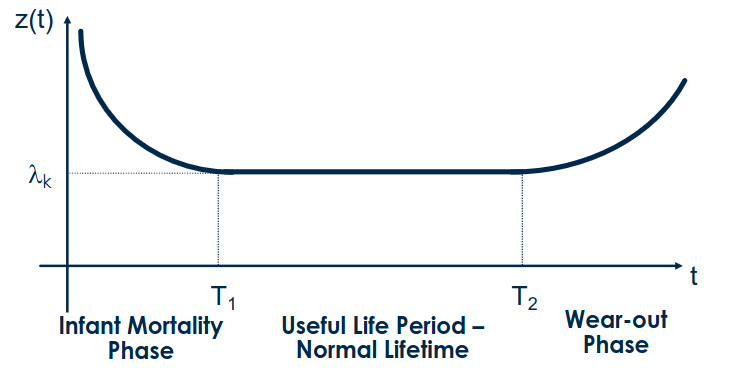 z(t)
λk
t
T1
T2
Infant Mortality
Phase
Useful Life Period –
Normal Lifetime
Wear-out
Phase